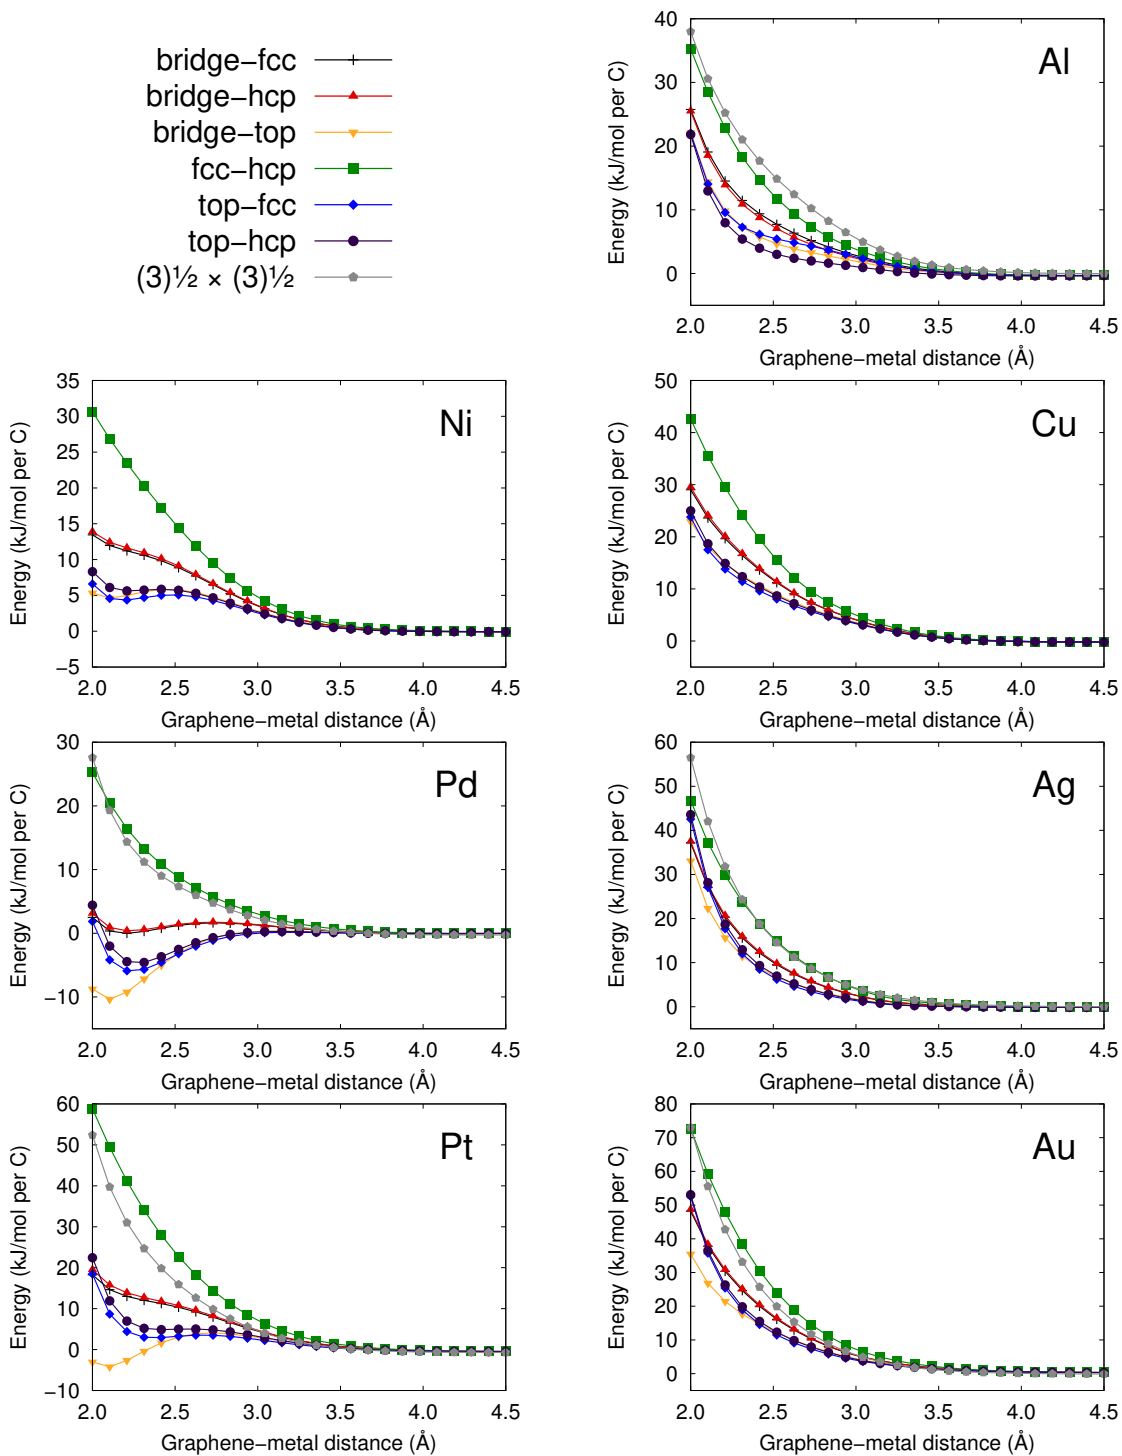 bridge−fcc
bridge−hcp
bridge−top
fcc−hcp
top−fcc
top−hcp
(3)½ × (3)½
Al
Energy (kJ/mol per C)
40
30
20
10
0
2.0 2.5 3.0 3.5 4.0 4.5
Graphene−metal distance (Å)
Ni
Energy (kJ/mol per C)
35
30
25
20
15
10
5
0
−5
2.0 2.5 3.0 3.5 4.0 4.5
Graphene−metal distance (Å)
Cu
Energy (kJ/mol per C)
50
40
30
20
10
0
2.0 2.5 3.0 3.5 4.0 4.5
Graphene−metal distance (Å)
Pd
Energy (kJ/mol per C)
30
20
10
0
−10
2.0 2.5 3.0 3.5 4.0 4.5
Graphene−metal distance (Å)
Ag
Energy (kJ/mol per C)
60
50
40
30
20
10
0
2.0 2.5 3.0 3.5 4.0 4.5
Graphene−metal distance (Å)
Pt
Energy (kJ/mol per C)
60
50
40
30
20
10
0
−10
2.0 2.5 3.0 3.5 4.0 4.5
Graphene−metal distance (Å)
Au
Energy (kJ/mol per C)
80
70
60
50
40
30
20
10
0
2.0 2.5 3.0 3.5 4.0 4.5
Graphene−metal distance (Å)